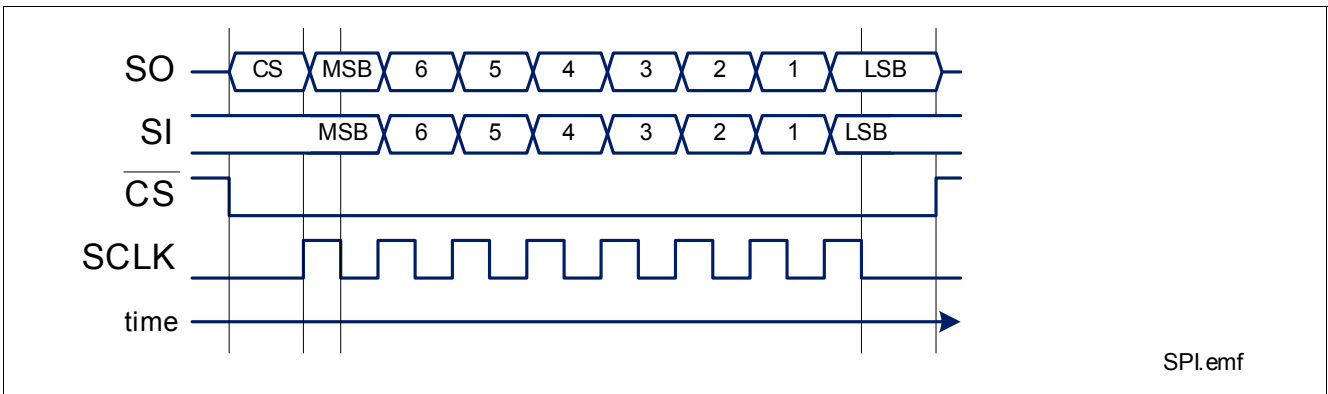 SO CS MSB 6 5 4 3 2 1 LSB
SI MSB 6 5 4 3 2 1 LSB
CS
SCLK
time
SPI.emf